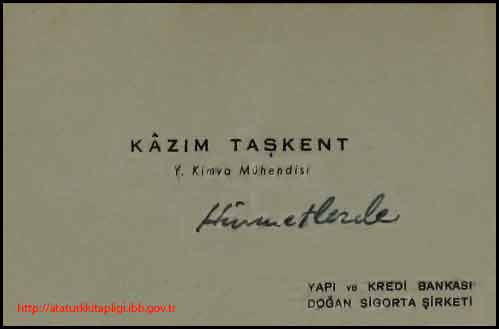 KÂZIM TAŞKENT
Y. Kimya Mühendisi
Hürmetlerle
YAPI ve KREDİ BANKASI
DOĞAN SİGORTA ŞİRKETİ
http://ataturkkitapligi.ibb.gov.tr